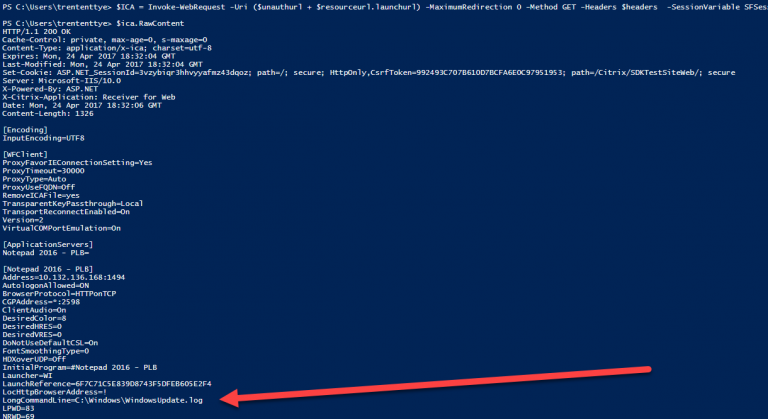 PS C:\Users\trententtye> $ICA = Invoke-WebRequest -Uri ($unauthurl + $resourceurl.launchurl) -MaximumRedirection 0 -Method GET -Headers $headers -SessionVariable SFSes
PS C:\Users\trententtye> $ica.RawContent
HTTP/1.1 200 OK
Cache-Control: private, max-age=0, s-maxage=0
Content-Type: application/x-ica; charset=utf-8
Expires: Mon, 24 Apr 2017 18:32:04 GMT
Last-Modified: Mon, 24 Apr 2017 18:32:04 GMT
Set-Cookie: ASP.NET_SessionId=3vzybiqr3hhvyyafmz43dqoz; path=/; secure; HttpOnly,CsrfToken=992493C707B610D7BCFA6E0C97951953; path=/Citrix/SDKTestSiteWeb/; secure
Server: Microsoft-IIS/10.0
X-Powered-By: ASP.NET
X-Citrix-Application: Receiver for Web
Date: Mon, 24 Apr 2017 18:32:06 GMT
Content-Length: 1326
[Encoding]
InputEncoding=UTF8
[WFClient]
ProxyFavorIEConnectionSetting=Yes
ProxyTimeout=30000
ProxyType=Auto
ProxyUseFQDN=Off
RemoveICAFile=yes
TransparentKeyPassthrough=Local
TransportReconnectEnabled=On
Version=2
VirtualCOMPortEmulation=On
[ApplicationServers]
Notepad 2016 - PLB=
[Notepad 2016 - PLB]
Address=10.132.136.168:1494
AutologonAllowed=ON
BrowserProtocol=HTTPonTCP
CGPAddress=*:2598
ClientAudio=On
DesiredColor=8
DesiredHRES=0
DesiredVRES=0
DoNotUseDefaultCSL=On
FontSmoothingType=0
HDXoverUDP=Off
InitialProgram=#Notepad 2016 - PLB
Launcher=WI
LaunchReference=6F7C71C5E839D8743F5DFEB605E2F4
LocHttpBrowserAddress=!
LongCommandLine=C:\Windows\WindowsUpdate.log
LPWD=83
NRWD=69